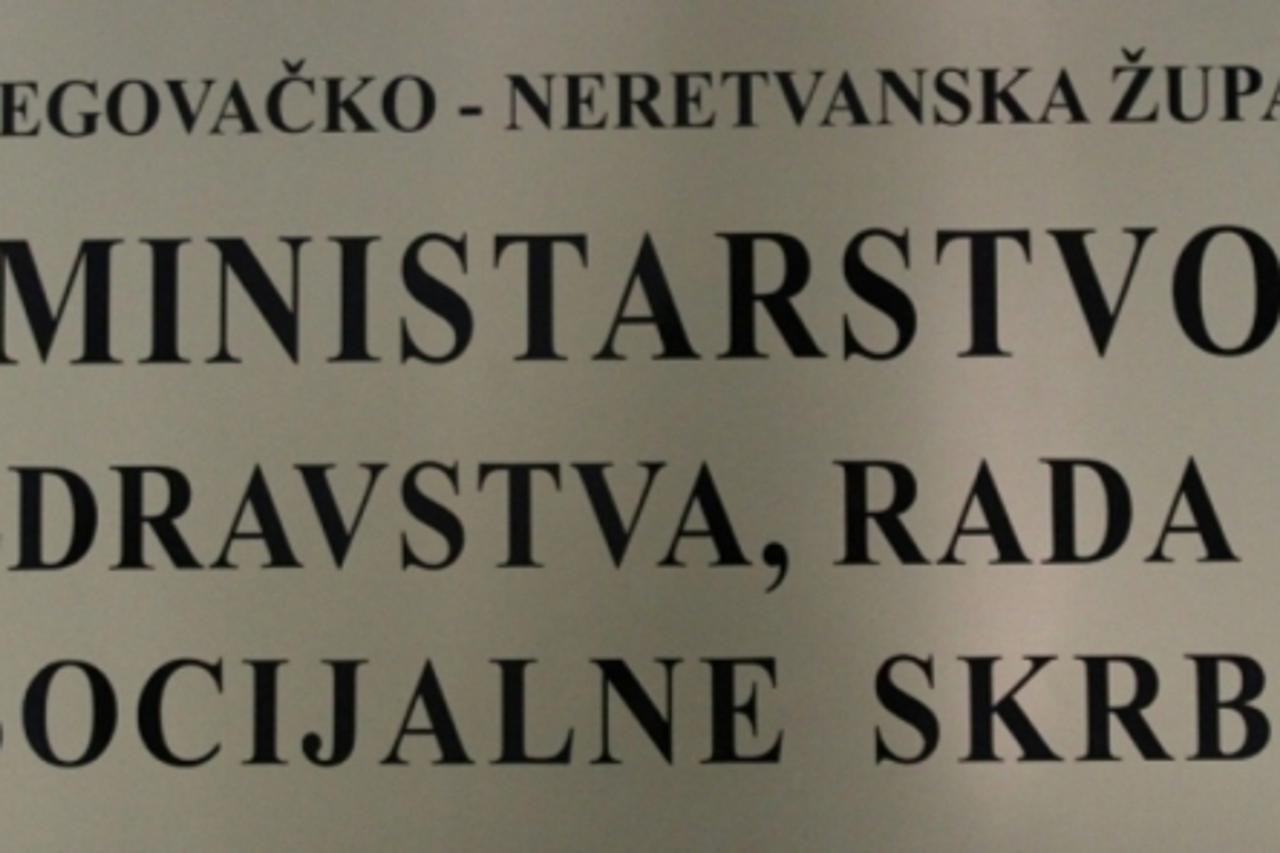 EGOVAČKO - NERETVANSKA ŽUPA
MINISTARSTVO
DRAVSTVA, RADA
OCIJALNE SKRB